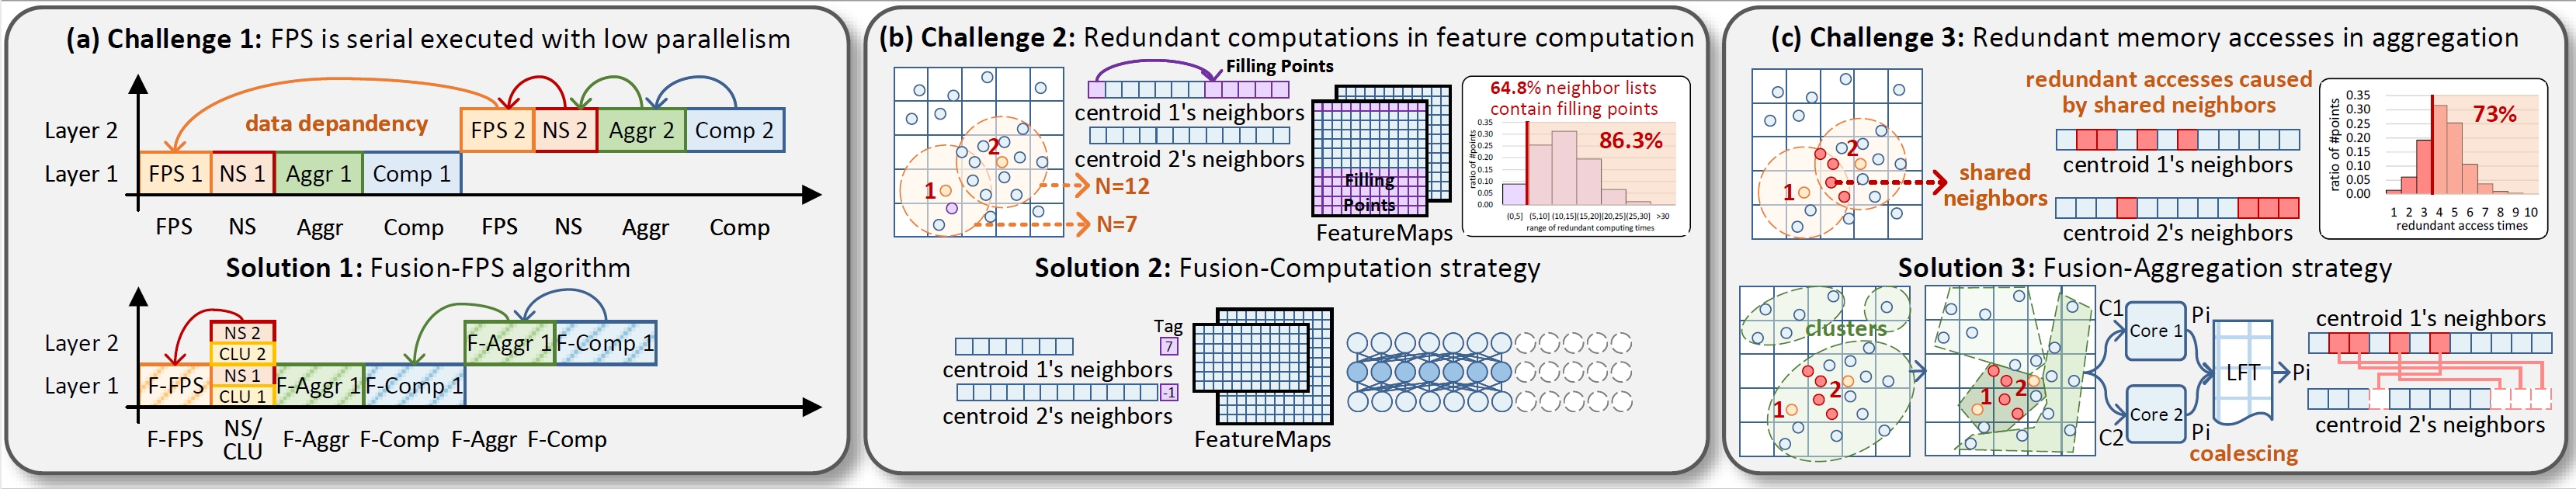 (a) Challenge 1: FPS is serial executed with low parallelism
data depandency
Layer 2
FPS 2 NS 2 Aggr 2 Comp 2
Layer 1
FPS 1 NS 1 Aggr 1 Comp 1
FPS NS Aggr Comp FPS NS Aggr Comp
Solution 1: Fusion-FPS algorithm
Layer 2
NS 2
CLU 2
F-Aggr 1 F-Comp 1
Layer 1
F-FPS
NS 1
CLU 1
F-Aggr 1 F-Comp 1
F-FPS NS/ CLU F-Aggr F-Comp F-Aggr F-Comp
(b) Challenge 2: Redundant computations in feature computation
1
2
N=12
N=7
Filling Points
centroid 1's neighbors
centroid 2's neighbors
Filling
Points
FeatureMaps
64.8% neighbor lists
contain filling points
86.3%
ratio of #points
0.35
0.30
0.25
0.20
0.15
0.10
0.05
0.00
(0,5] (5,10] (10,15] (15,20] (20,25] (25,30] >30
range of redundant computing times
Solution 2: Fusion-Computation strategy
Tag
7
centroid 1's neighbors
-1
centroid 2's neighbors
FeatureMaps
(c) Challenge 3: Redundant memory accesses in aggregation
1
2
shared
neighbors
redundant accesses caused
by shared neighbors
centroid 1's neighbors
centroid 2's neighbors
73%
ratio of #points
0.35
0.30
0.25
0.20
0.15
0.10
0.05
0.00
1 2 3 4 5 6 7 8 9 10
redundant access times
Solution 3: Fusion-Aggregation strategy
clusters
1
2
1
2
C1
Core 1
Pi
C2
Core 2
Pi
LFT
Pi
coalescing
centroid 1's neighbors
centroid 2's neighbors